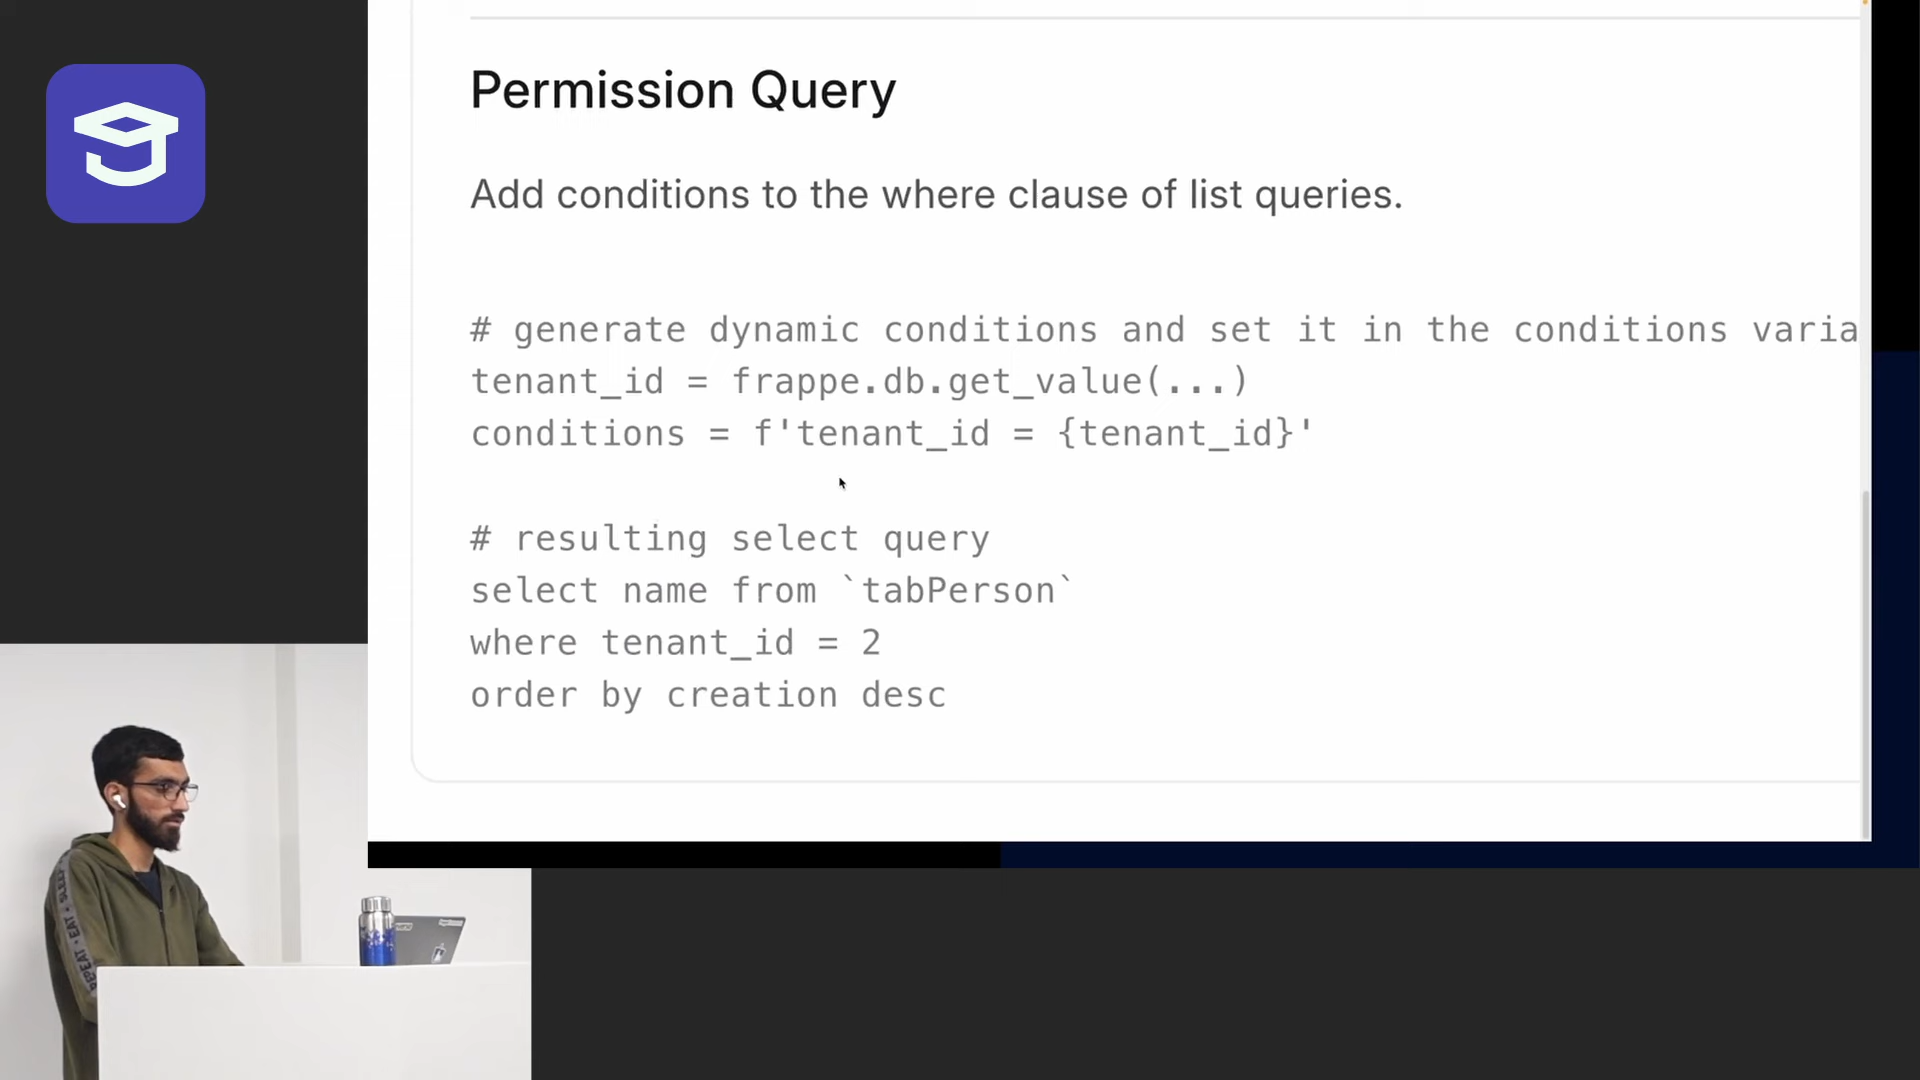 Permission Query
Add conditions to the where clause of list queries.
# generate dynamic conditions and set it in the conditions varia
tenant_id = frappe.db.get_value(...)
conditions = f'tenant_id = {tenant_id}'
# resulting select query
select name from `tabPerson`
where tenant_id = 2
order by creation desc
REPEAT • EAT •